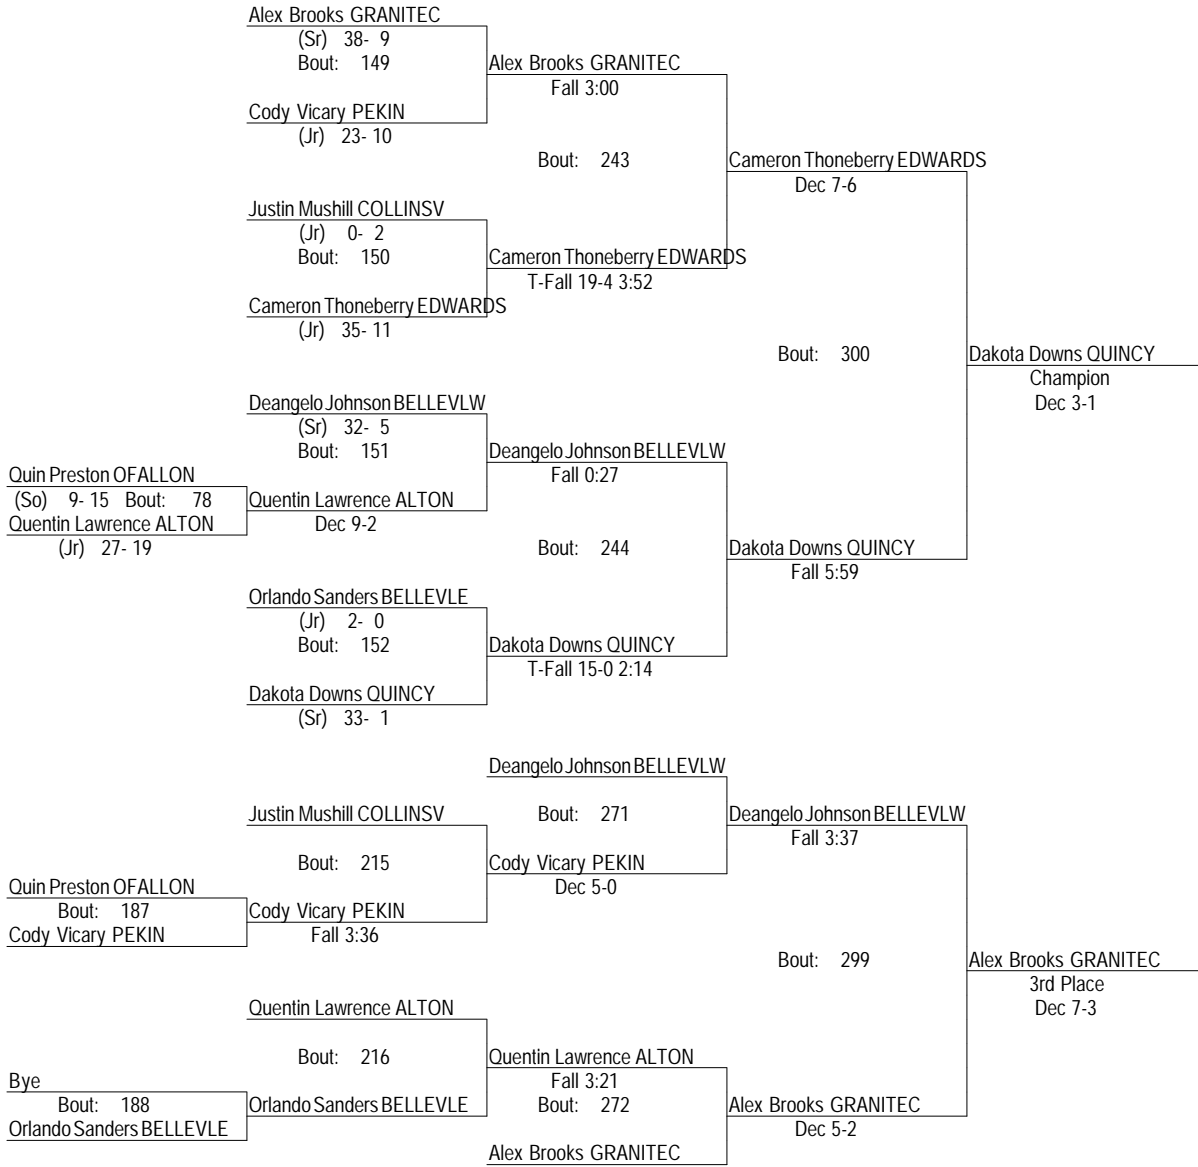 Alex Brooks GRANITEC
(Sr) 38- 9
Bout: 149
Alex Brooks GRANITEC
Fall 3:00
Cody Vicary PEKIN
(Jr) 23- 10
Bout: 243
Cameron Thoneberry EDWARDS
Dec 7-6
Justin Mushill COLLINSV
(Jr) 0- 2
Bout: 150
Cameron Thoneberry EDWARDS
T-Fall 19-4 3:52
Cameron Thoneberry EDWARDS
(Jr) 35- 11
Bout: 300
Dakota Downs QUINCY
Champion
Dec 3-1
Deangelo Johnson BELLEVLW
(Sr) 32- 5
Bout: 151
Deangelo Johnson BELLEVLW
Fall 0:27
Quin Preston OFALLON
(So) 9- 15 Bout: 78
Quentin Lawrence ALTON
Dec 9-2
Quentin Lawrence ALTON
(Jr) 27- 19
Bout: 244
Dakota Downs QUINCY
Fall 5:59
Orlando Sanders BELLEVLE
(Jr) 2- 0
Bout: 152
Dakota Downs QUINCY
T-Fall 15-0 2:14
Dakota Downs QUINCY
(Sr) 33- 1
Deangelo Johnson BELLEVLW
Justin Mushill COLLINSV
Bout: 271
Deangelo Johnson BELLEVLW
Fall 3:37
Bout: 215
Cody Vicary PEKIN
Dec 5-0
Quin Preston OFALLON
Bout: 187
Cody Vicary PEKIN
Fall 3:36
Cody Vicary PEKIN
Bout: 299
Alex Brooks GRANITEC
3rd Place
Dec 7-3
Quentin Lawrence ALTON
Bout: 216
Quentin Lawrence ALTON
Fall 3:21
Bye
Bout: 188
Orlando Sanders BELLEVLE
Bout: 272
Alex Brooks GRANITEC
Dec 5-2
Orlando Sanders BELLEVLE
Alex Brooks GRANITEC